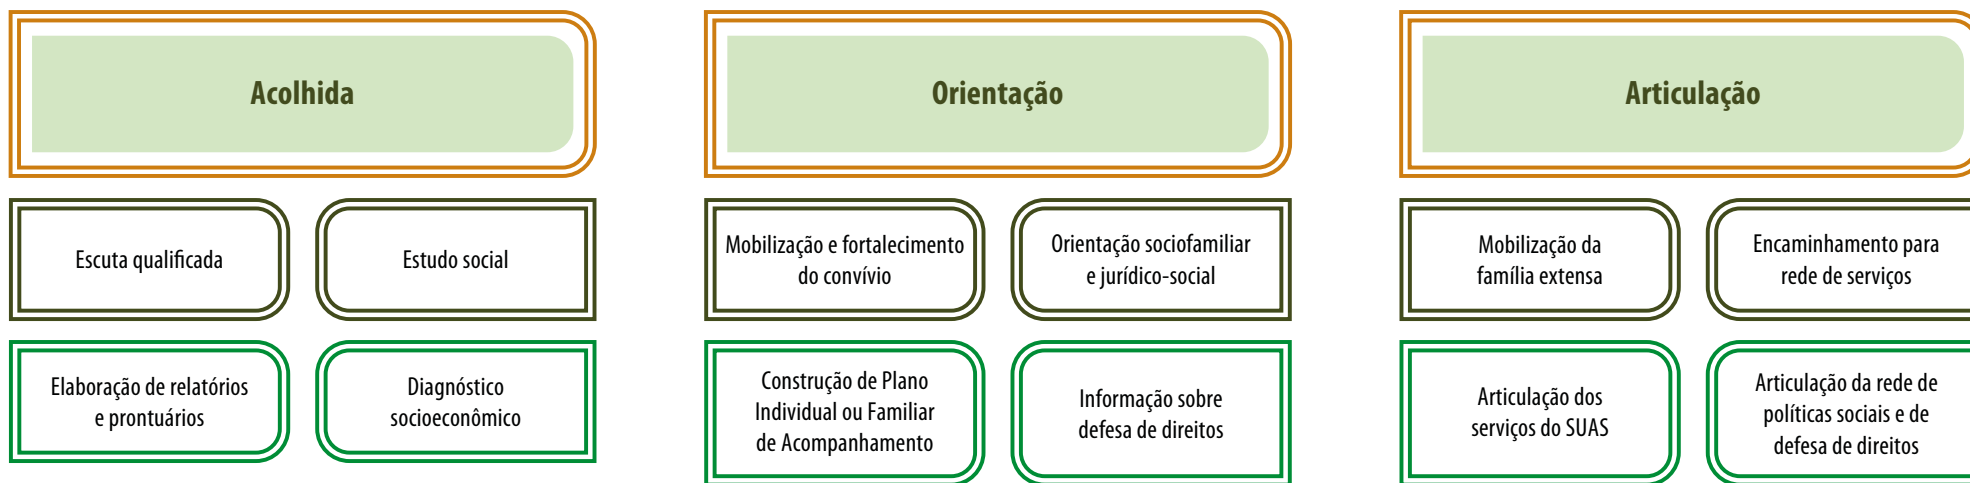 Acolhida
Escuta qualificada
Estudo social
Elaboração de relatórios
e prontuários
Diagnóstico
socioeconômico
Orientação
Mobilização e fortalecimento
do convívio
Orientação sociofamiliar
e jurídico-social
Construção de Plano
Individual ou Familiar
de Acompanhamento
Informação sobre
defesa de direitos
Articulação
Mobilização da
família extensa
Encaminhamento para
rede de serviços
Articulação dos
serviços do SUAS
Articulação da rede de
políticas sociais e de
defesa de direitos